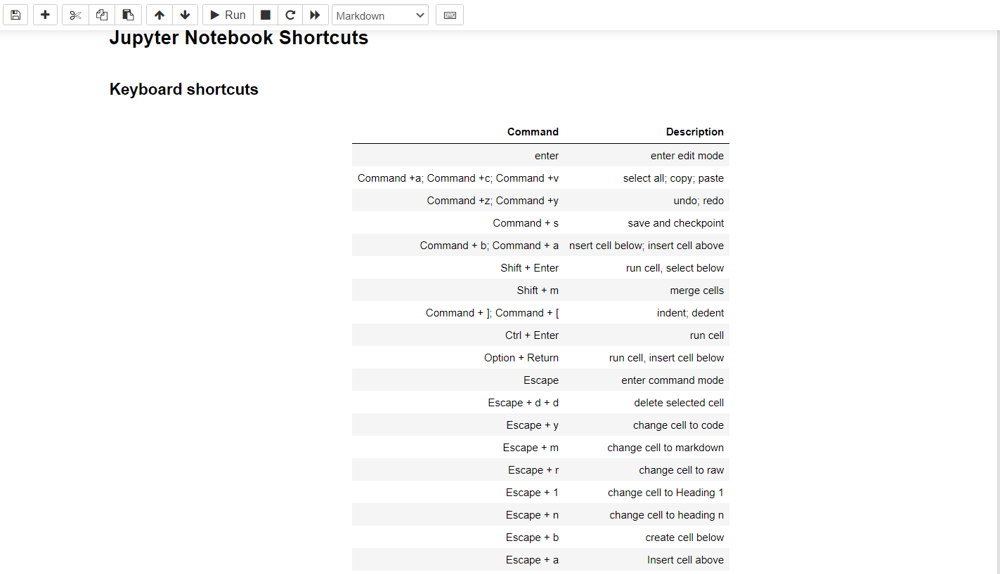 Run Markdown
Jupyter Notebook Shortcuts
Keyboard shortcuts
Command Description
enter enter edit mode
Command +a; Command +c; Command +v select all; copy; paste
Command +z; Command +y undo; redo
Command + s save and checkpoint
Command + b; Command + a nsert cell below; insert cell above
Shift + Enter run cell, select below
Shift + m merge cells
Command + ]; Command + [ indent; dedent
Ctrl + Enter run cell
Option + Return run cell, insert cell below
Escape enter command mode
Escape + d + d delete selected cell
Escape + y change cell to code
Escape + m change cell to markdown
Escape + r change cell to raw
Escape + 1 change cell to Heading 1
Escape + n change cell to heading n
Escape + b create cell below
Escape + a Insert cell above